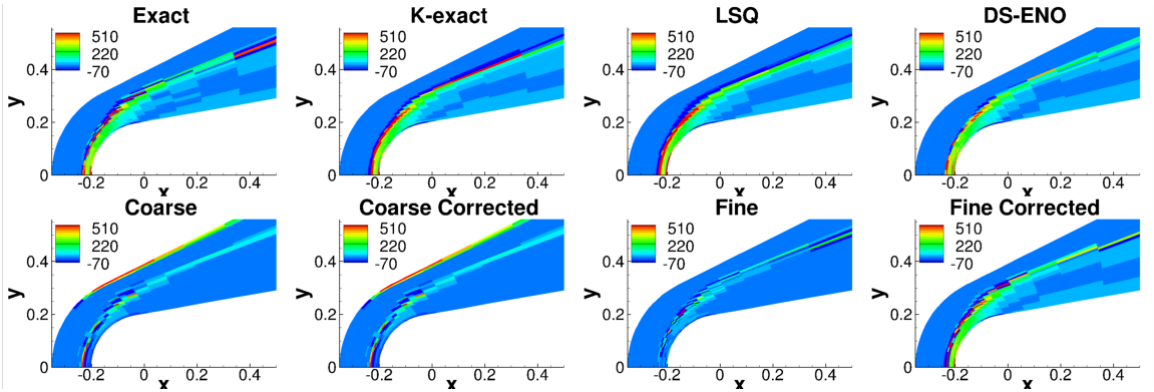 Exact K-exact LSQ DS-ENO
510 510 510 510
220 220 220 220
-70 -70 -70 -70
0.4 0.4 0.4 0.4
y y y y
0.2 0.2 0.2 0.2
0 0 0 0
-0.2 0 0.2 0.4 -0.2 0 0.2 0.4 -0.2 0 0.2 0.4 -0.2 0 0.2 0.4
x x x x
Coarse Coarse Corrected Fine Fine Corrected
510 510 510 510
220 220 220 220
-70 -70 -70 -70
0.4 0.4 0.4 0.4
y y y y
0.2 0.2 0.2 0.2
0 0 0 0
-0.2 0 0.2 0.4 -0.2 0 0.2 0.4 -0.2 0 0.2 0.4 -0.2 0 0.2 0.4
x x x x